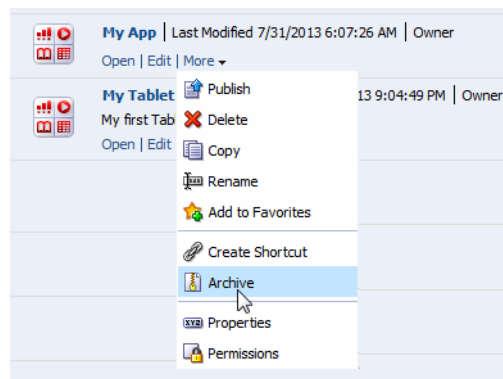 My App | Last Modified 7/31/2013 6:07:26 AM | Owner
Open | Edit | More
My Tablet 13 9:04:49 PM | Owner
My first Tab
Open | Edit
Publish
Delete
Copy
Rename
Add to Favorites
Create Shortcut
Archive
Properties
Permissions